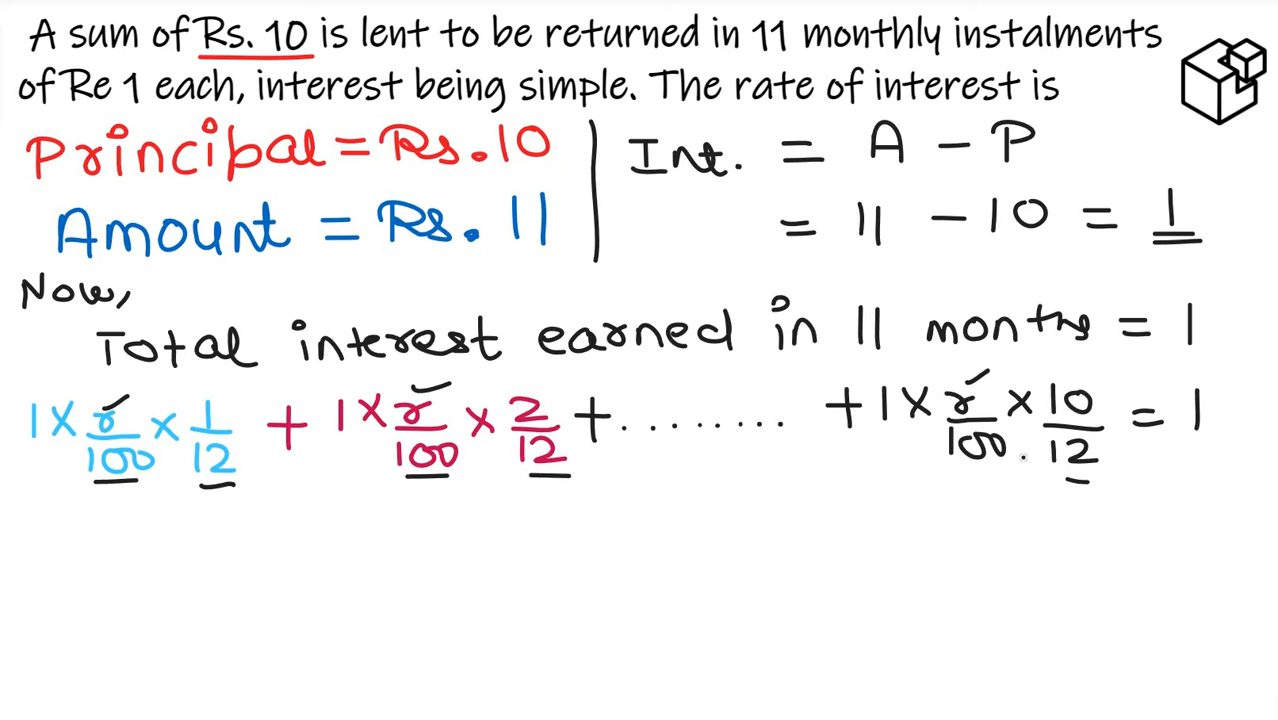 A sum of Rs. 10 is lent to be returned in 11 monthly instalments
of Re 1 each, interest being simple. The rate of interest is
Principal = Rs. 10
Amount = Rs. 11
Int. = A - P
= 11 - 10 = 1
Now,
Total interest earned in 11 months = 1
1 × r/100 × 1/12 + 1 × r/100 × 2/12 + ........ + 1 × r/100 × 10/12 = 1